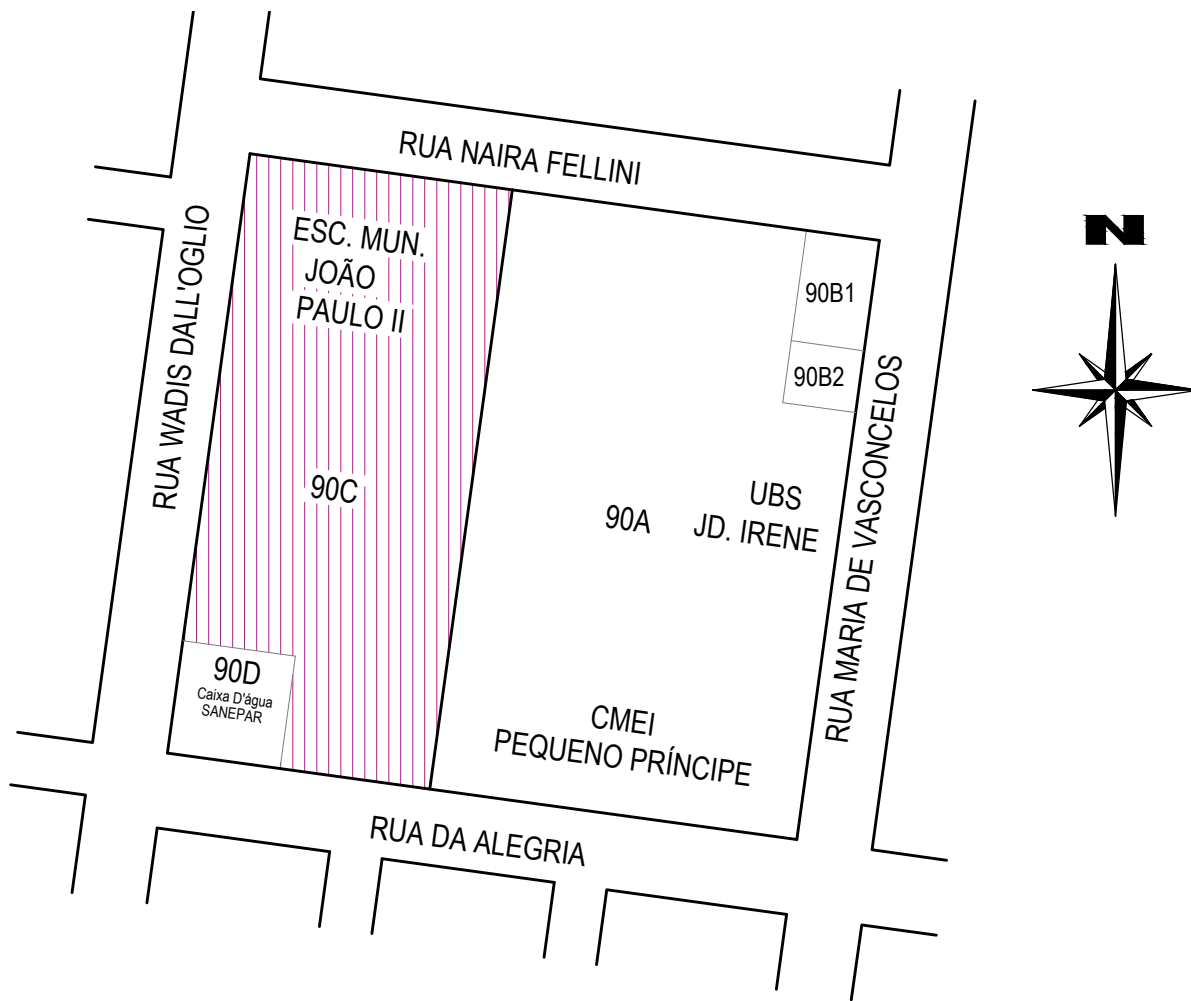 RUA NAIRA FELLINI
N
ESC. MUN.
JOÃO
PAULO II
RUA WADIS DALL'OGLIO
90B1
90B2
90C
90A
UBS
JD. IRENE
RUA MARIA DE VASCONCELOS
90D
Caixa D'água
SANEPAR
CMEI
PEQUENO PRÍNCIPE
RUA DA ALEGRIA